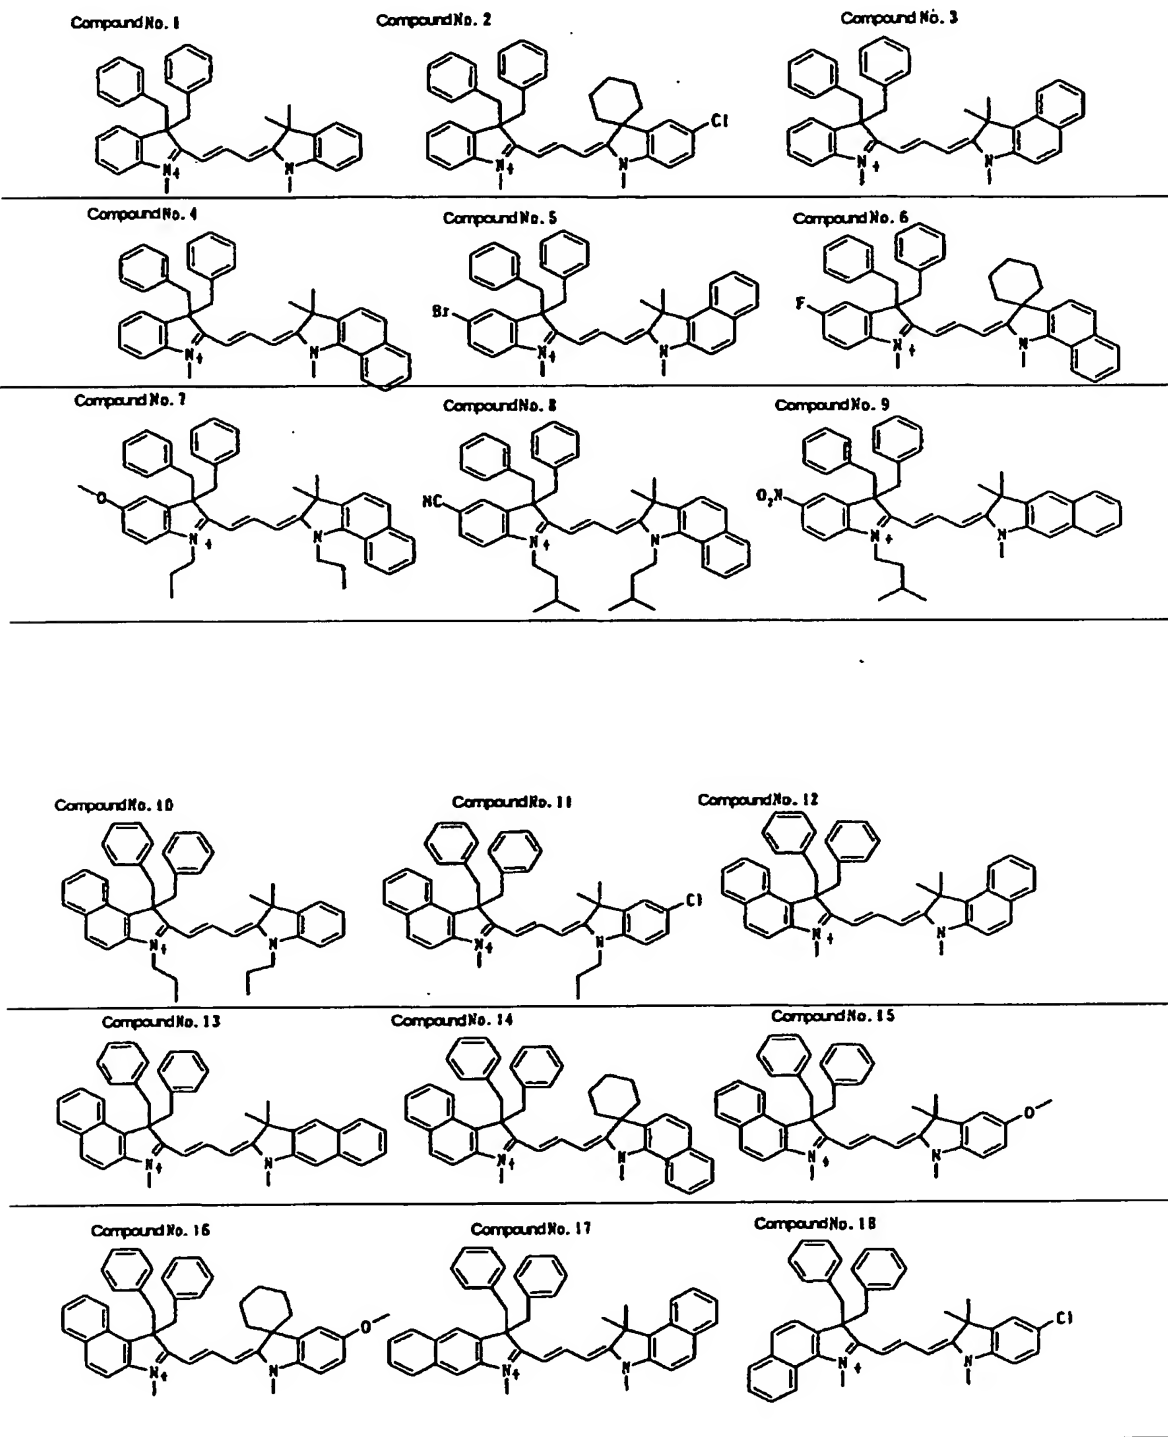 Compound No. 1
Compound No. 2
Compound No. 3
N+
N
N+
N
Cl
N+
N
Compound No. 4
Compound No. 5
Compound No. 6
N+
N
Br
N+
N
F
N+
N
Compound No. 7
Compound No. 8
Compound No. 9
O
N+
N
NC
N+
N
O2N
N+
N
Compound No. 10
Compound No. 11
Compound No. 12
N+
N
N+
N
Cl
N+
N
Compound No. 13
Compound No. 14
Compound No. 15
N+
N
N+
N
N+
N
O
Compound No. 16
Compound No. 17
Compound No. 18
N+
N
O
N+
N
N+
N
Cl